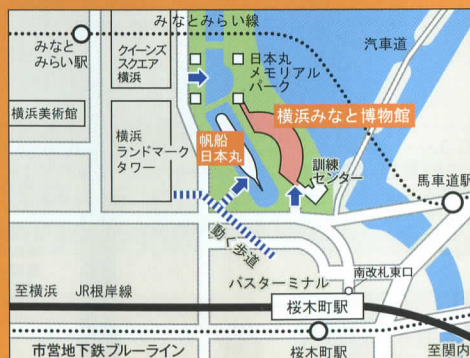 みなとみらい線
みなと
みらい駅
クイーンズ
スクエア
横浜
日本丸
メモリアル
パーク
汽車道
横浜美術館
横浜
ランドマーク
タワー
帆船
日本丸
横浜みなと博物館
訓練
センター
馬車道駅
動く歩道
バスターミナル
南改札東口
至横浜 JR根岸線
桜木町駅
市営地下鉄ブルーライン
桜木町駅
至関内